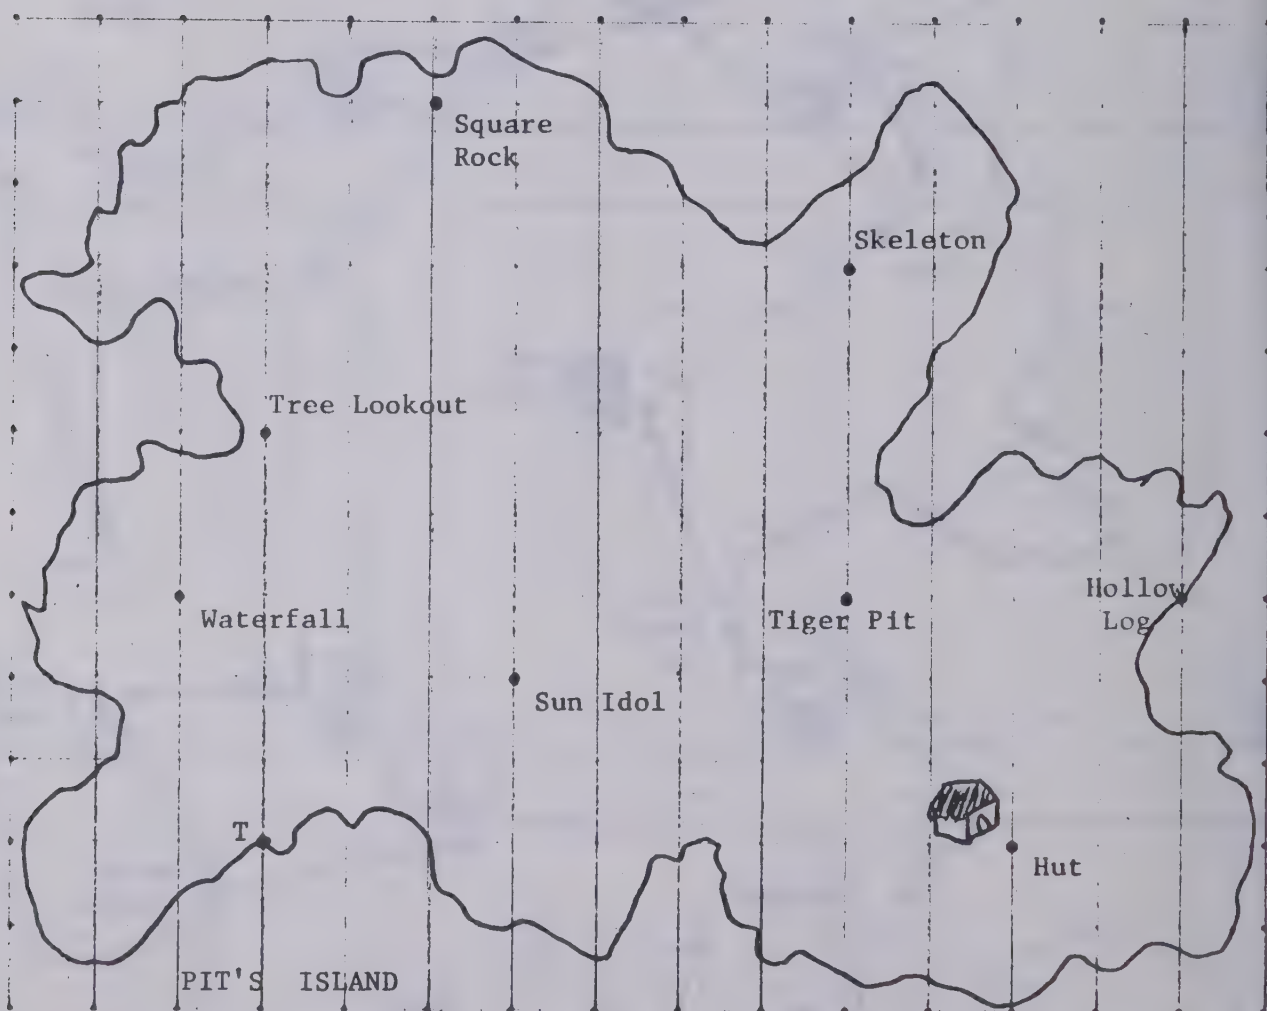 Square
Rock
Skeleton
Tree Lookout
Hollow
Log
Waterfall
Tiger Pit
Sun Idol
T
Hut
PIT'S ISLAND